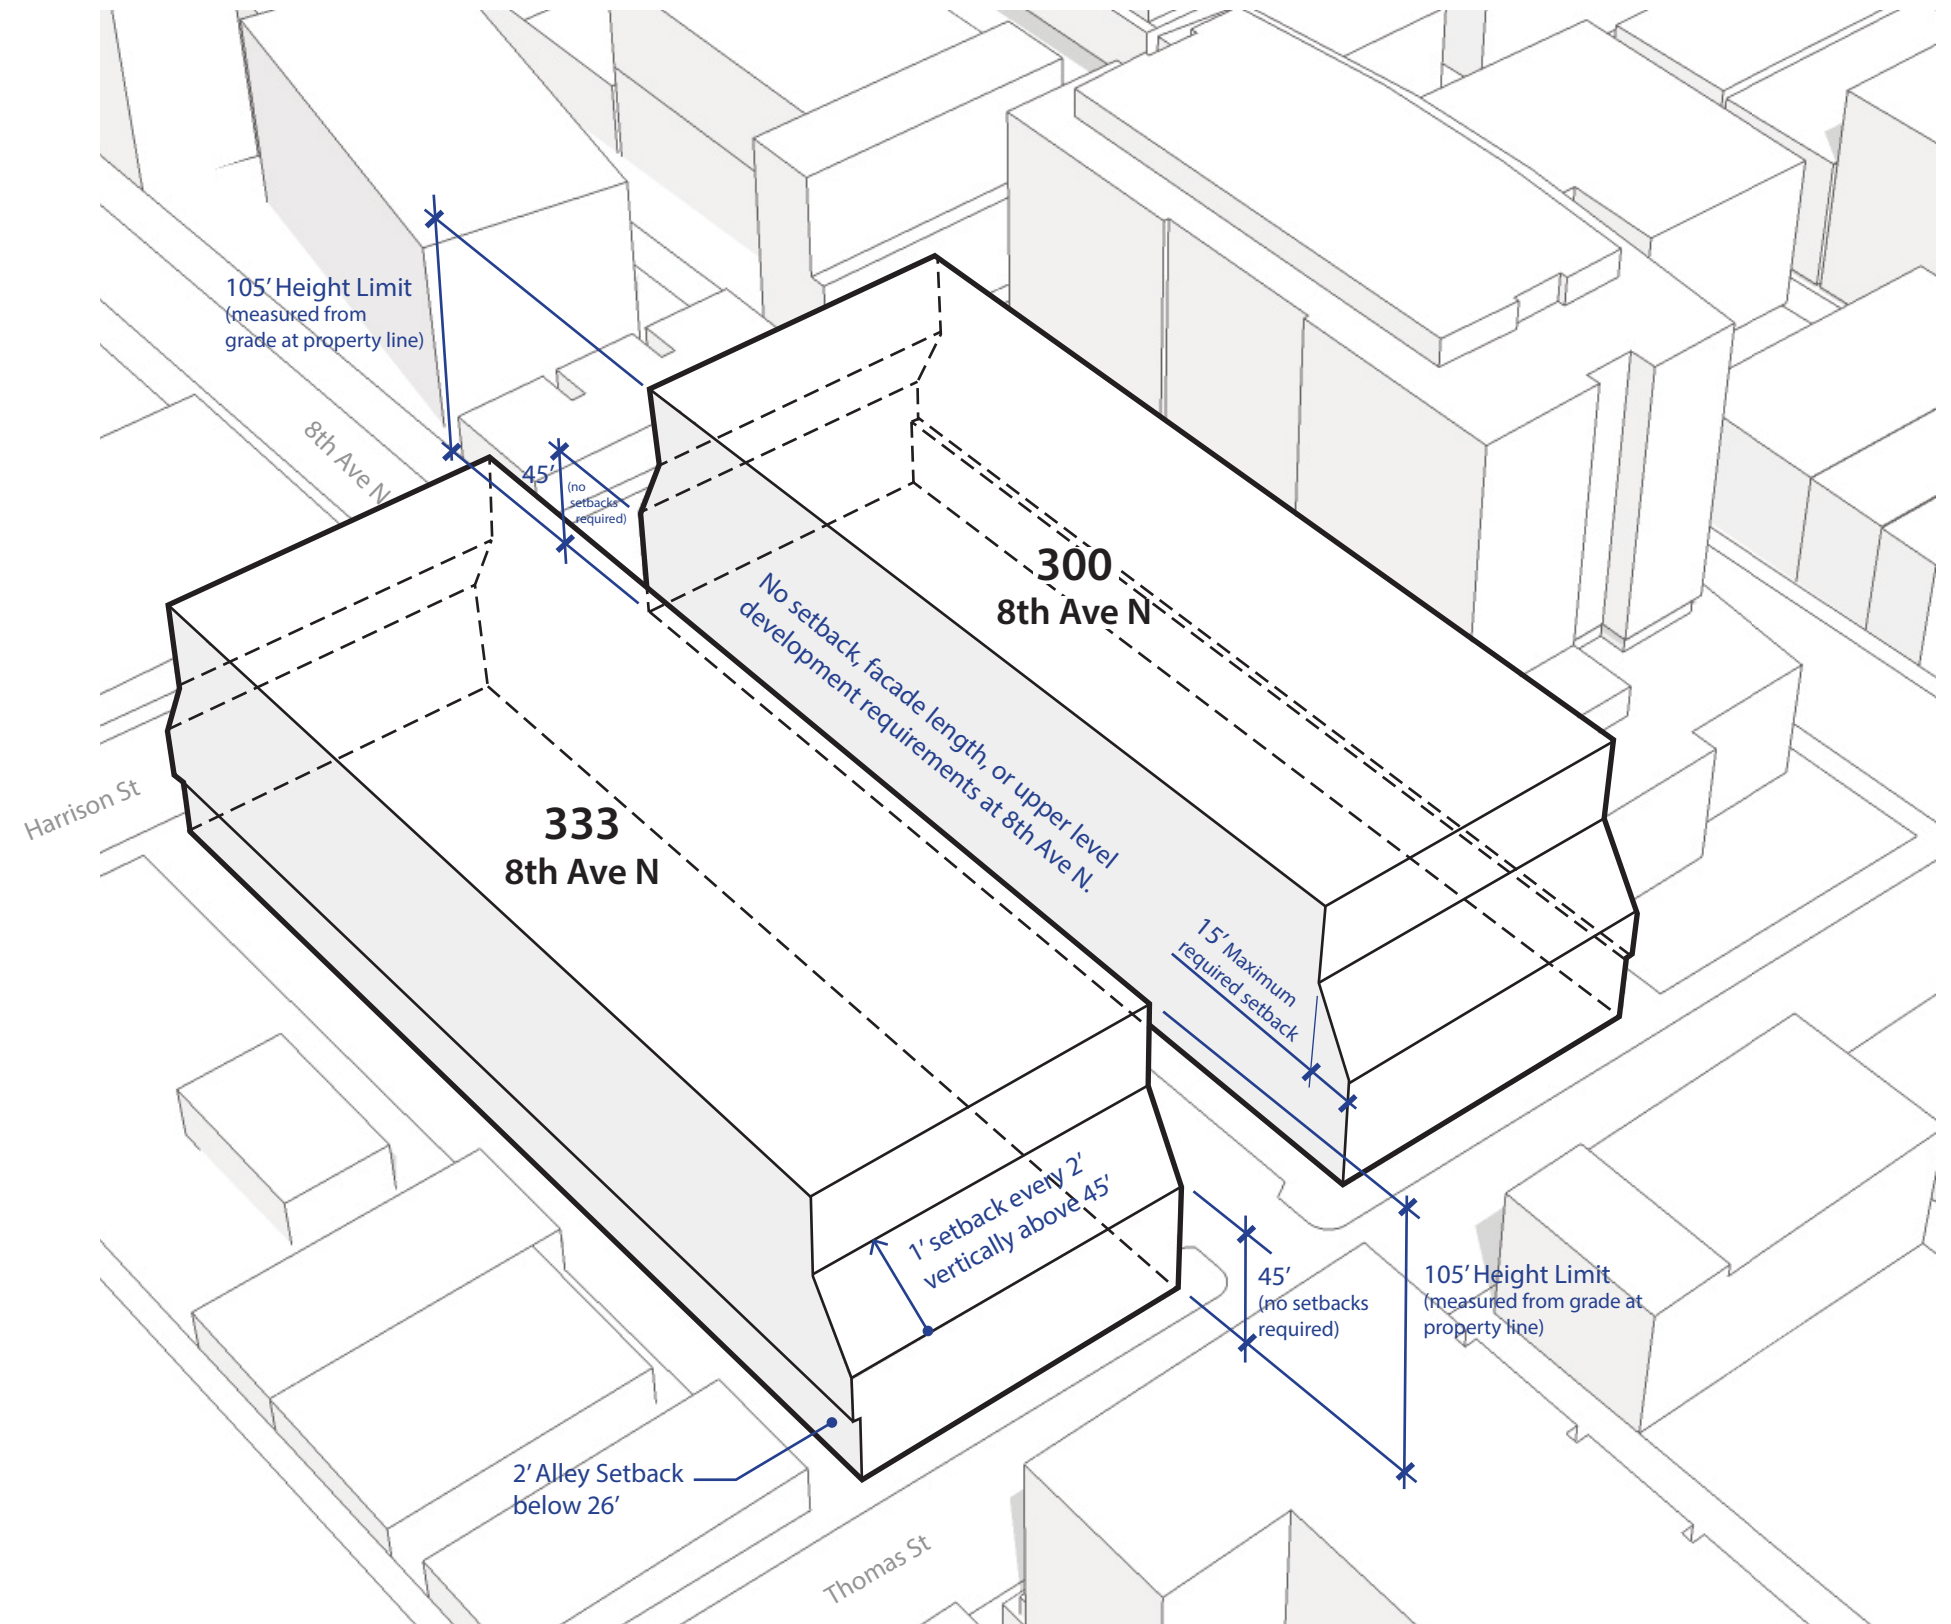 105’ Height Limit
(measured from
grade at property line)
8th Ave N
45’
(no
setbacks
required)
300
8th Ave N
No setback, facade length, or upper level
development requirements at 8th Ave N.
Harrison St
333
8th Ave N
15’ Maximum
required setback
1’ setback every 2’
vertically above 45’
45’
(no setbacks
required)
105’ Height Limit
(measured from grade at
property line)
2’ Alley Setback
below 26’
Thomas St